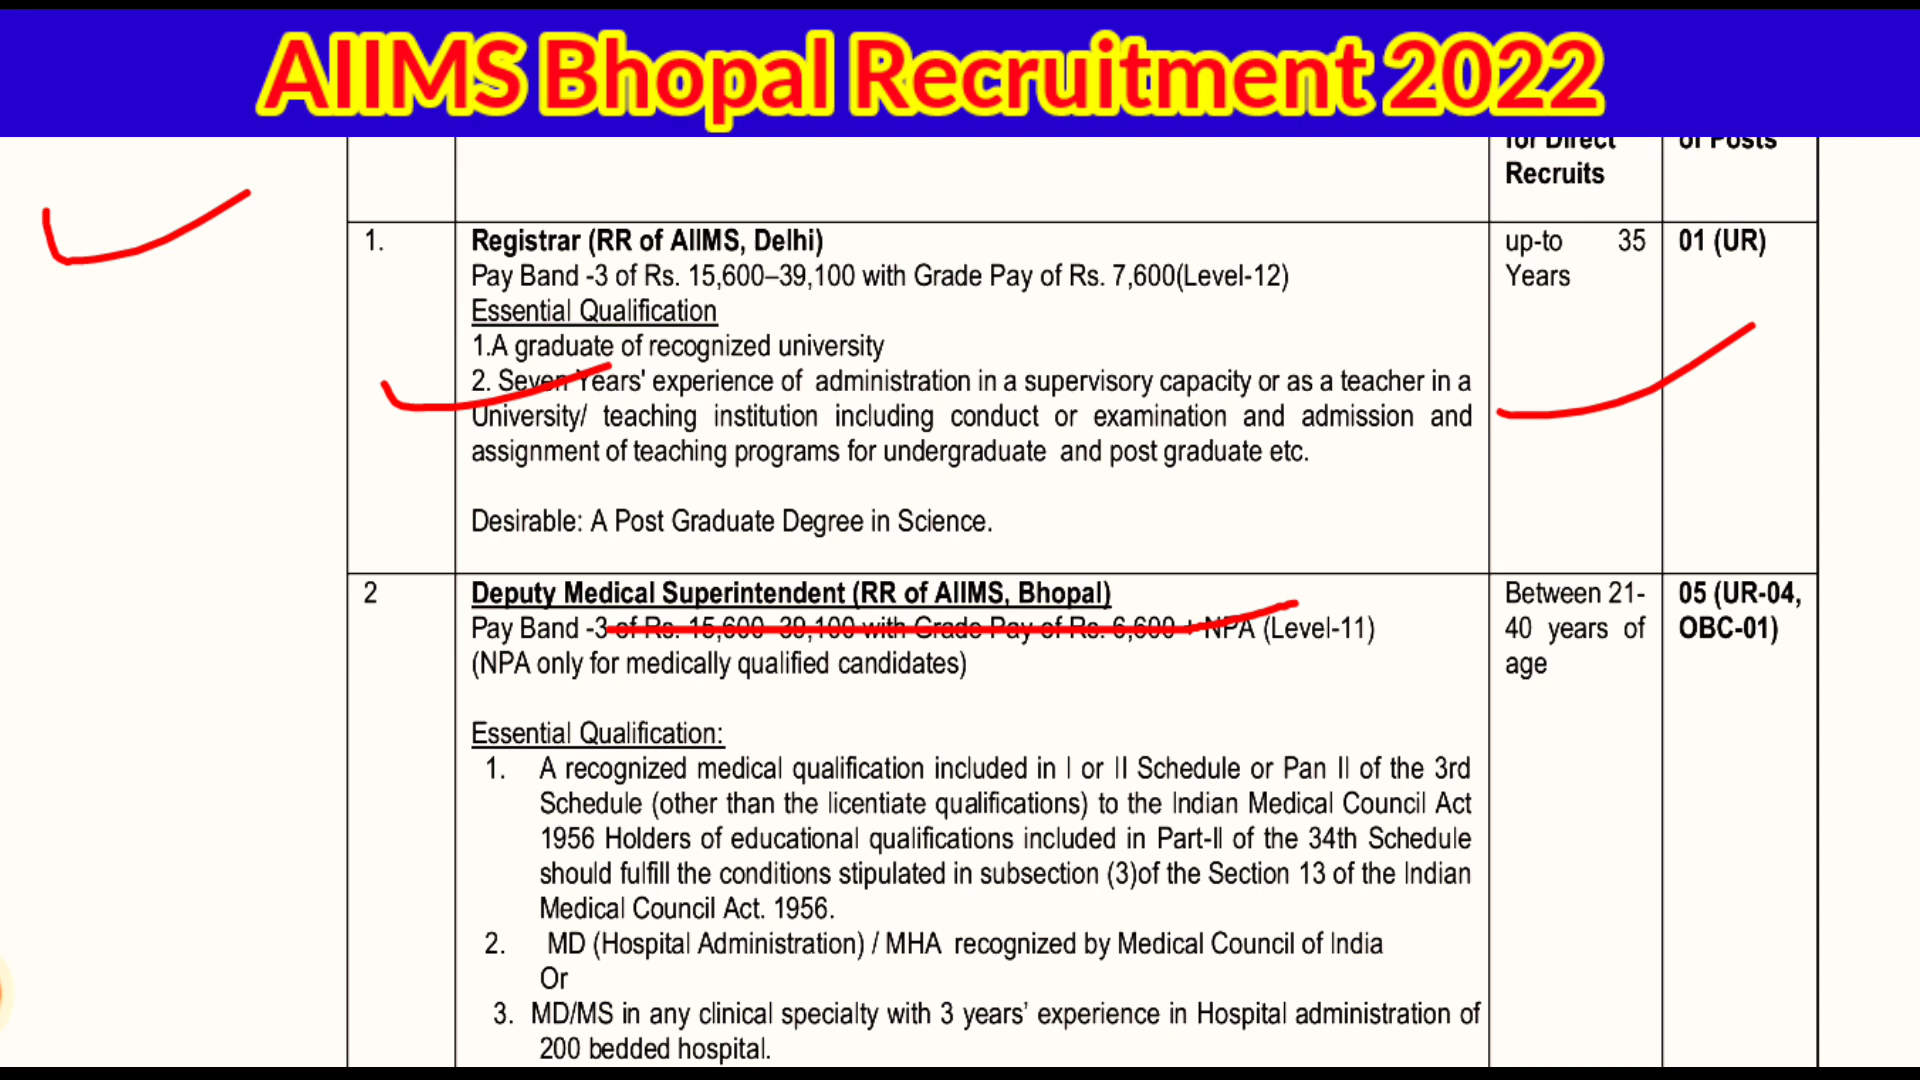 AIIMS Bhopal Recruitment 2022
for Direct
Recruits
of Posts
1.
Registrar (RR of AIIMS, Delhi)
Pay Band -3 of Rs. 15,600–39,100 with Grade Pay of Rs. 7,600(Level-12)
Essential Qualification
1.A graduate of recognized university
2. Seven Years' experience of administration in a supervisory capacity or as a teacher in a
University/ teaching institution including conduct or examination and admission and
assignment of teaching programs for undergraduate and post graduate etc.
Desirable: A Post Graduate Degree in Science.
up-to 35
Years
01 (UR)
2
Deputy Medical Superintendent (RR of AIIMS, Bhopal)
Pay Band -3 of Rs. 15,600–39,100 with Grade Pay of Rs. 6,600 + NPA (Level-11)
(NPA only for medically qualified candidates)
Essential Qualification:
1. A recognized medical qualification included in I or II Schedule or Pan II of the 3rd
Schedule (other than the licentiate qualifications) to the Indian Medical Council Act
1956 Holders of educational qualifications included in Part-II of the 34th Schedule
should fulfill the conditions stipulated in subsection (3)of the Section 13 of the Indian
Medical Council Act. 1956.
2. MD (Hospital Administration) / MHA recognized by Medical Council of India
Or
3. MD/MS in any clinical specialty with 3 years’ experience in Hospital administration of
200 bedded hospital.
Between 21-
40 years of
age
05 (UR-04,
OBC-01)